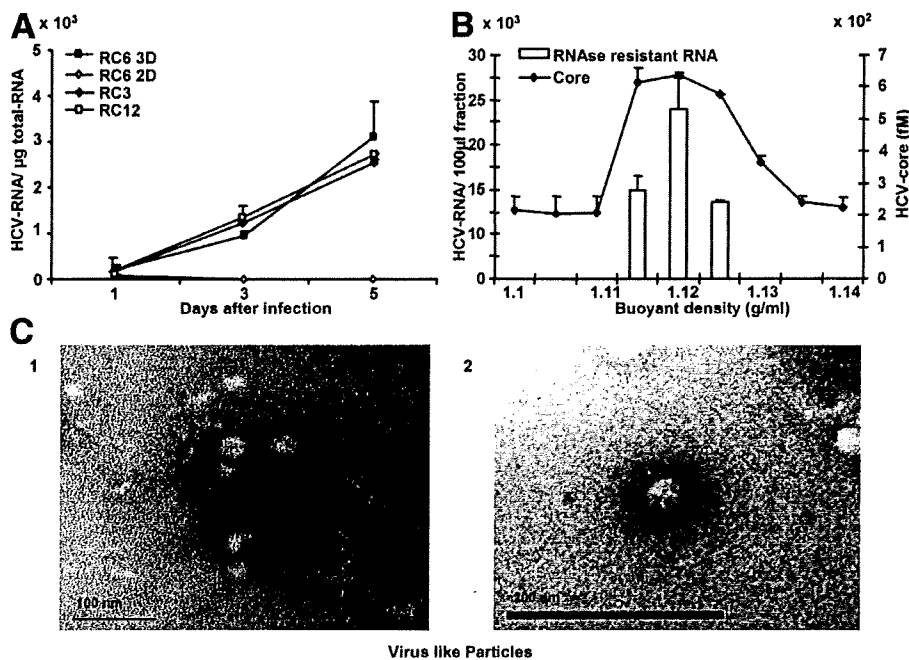 A x 10³
HCV-RNA/ µg total-RNA
5
4
3
2
1
0
RC6 3D
RC6 2D
RC3
RC12
1 3 5
Days after infection
B x 10³
x 10²
HCV-RNA/ 100µl fraction
30
25
20
15
10
5
0
RNAse resistant RNA
Core
7
6
5
4
3
2
1
0
HCV-core (fM)
1.1 1.11 1.12 1.13 1.14
Buoyant density (g/ml)
C
1
100 nm
2
Virus like Particles